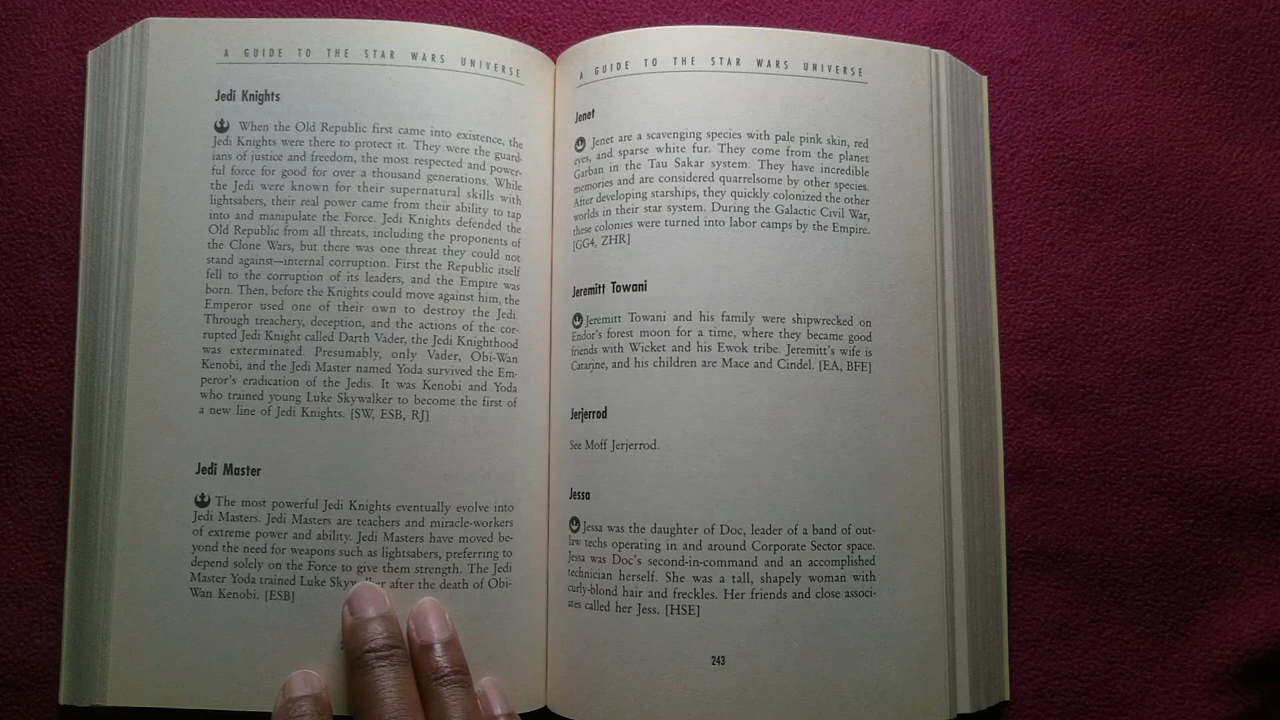 A GUIDE TO THE STAR WARS UNIVERSE
Jedi Knights
When the Old Republic first came into existence, the
Jedi Knights were there to protect it. They were the guard-
ians of justice and freedom, the most respected and power-
ful force for good for over a thousand generations. While
the Jedi were known for their supernatural skills with
lightsabers, their real power came from their ability to tap
into and manipulate the Force. Jedi Knights defended the
Old Republic from all threats, including the proponents of
the Clone Wars, but there was one threat they could not
stand against—internal corruption. First the Republic itself
fell to the corruption of its leaders, and the Empire was
born. Then, before the Knights could move against him, the
Emperor used one of their own to destroy the Jedi.
Through treachery, deception, and the actions of the cor-
rupted Jedi Knight called Darth Vader, the Jedi Knighthood
was exterminated. Presumably, only Vader, Obi-Wan
Kenobi, and the Jedi Master named Yoda survived the Em-
peror's eradication of the Jedis. It was Kenobi and Yoda
who trained young Luke Skywalker to become the first of
a new line of Jedi Knights. [SW, ESB, RJ]
Jedi Master
The most powerful Jedi Knights eventually evolve into
Jedi Masters. Jedi Masters are teachers and miracle-workers
of extreme power and ability. Jedi Masters have moved be-
yond the need for weapons such as lightsabers, preferring to
depend solely on the Force to give them strength. The Jedi
Master Yoda trained Luke Skywalker after the death of Obi-
Wan Kenobi. [ESB]
A GUIDE TO THE STAR WARS UNIVERSE
Jenet
Jenet are a scavenging species with pale pink skin, red
eyes, and sparse white fur. They come from the planet
Garban in the Tau Sakar system. They have incredible
memories and are considered quarrelsome by other species.
After developing starships, they quickly colonized the other
worlds in their star system. During the Galactic Civil War,
these colonies were turned into labor camps by the Empire.
[GG4, ZHR]
Jeremitt Towani
Jeremitt Towani and his family were shipwrecked on
Endor's forest moon for a time, where they became good
friends with Wicket and his Ewok tribe. Jeremitt's wife is
Catarine, and his children are Mace and Cindel. [EA, BFE]
Jerjerrod
See Moff Jerjerrod.
Jessa
Jessa was the daughter of Doc, leader of a band of out-
law techs operating in and around Corporate Sector space.
Jessa was Doc's second-in-command and an accomplished
technician herself. She was a tall, shapely woman with
curly-blond hair and freckles. Her friends and close associ-
ates called her Jess. [HSE]
243